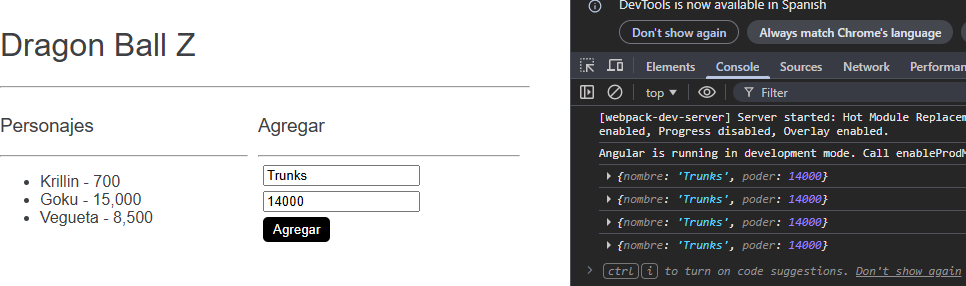 Dragon Ball Z
Personajes
Krillin - 700
Goku - 15,000
Vegueta - 8,500
Agregar
Trunks
14000
Agregar
DevTools is now available in Spanish
Don't show again
Always match Chrome's language
Elements
Console
Sources
Network
Performan
top
Filter
[webpack-dev-server] Server started: Hot Module Replacem
enabled, Progress disabled, Overlay enabled.
Angular is running in development mode. Call enableProdM
{nombre: 'Trunks', poder: 14000}
{nombre: 'Trunks', poder: 14000}
{nombre: 'Trunks', poder: 14000}
{nombre: 'Trunks', poder: 14000}
ctrl i to turn on code suggestions. Don't show again